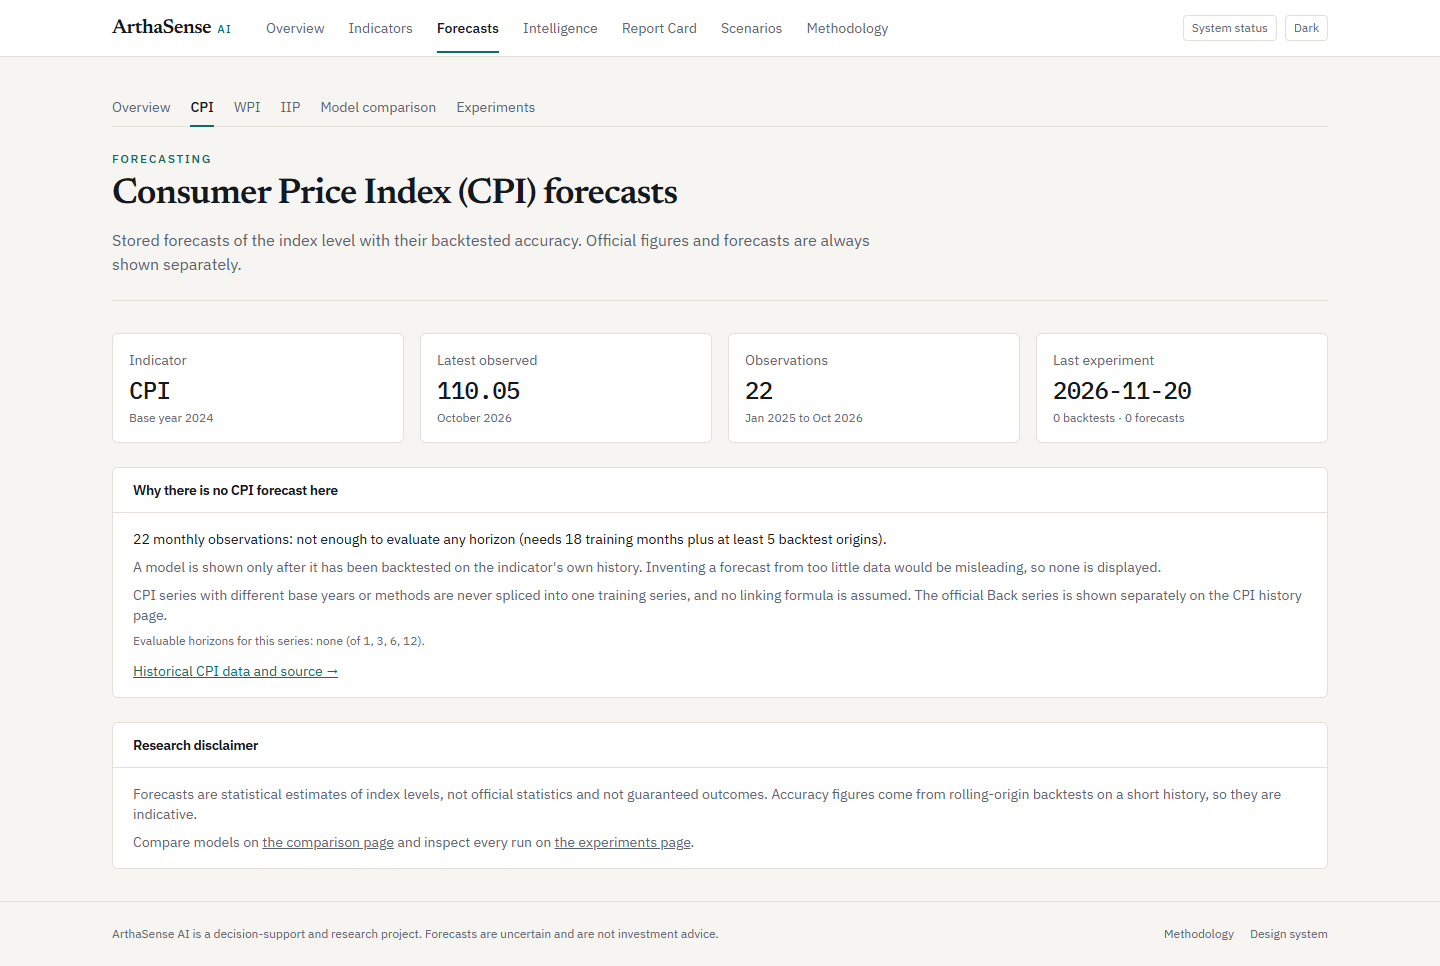 ArthaSense AI
Overview
Indicators
Forecasts
Intelligence
Report Card
Scenarios
Methodology
System status
Dark
Overview
CPI
WPI
IIP
Model comparison
Experiments
FORECASTING
Consumer Price Index (CPI) forecasts
Stored forecasts of the index level with their backtested accuracy. Official figures and forecasts are always
shown separately.
Indicator
CPI
Base year 2024
Latest observed
110.05
October 2026
Observations
22
Jan 2025 to Oct 2026
Last experiment
2026-11-20
0 backtests · 0 forecasts
Why there is no CPI forecast here
22 monthly observations: not enough to evaluate any horizon (needs 18 training months plus at least 5 backtest origins).
A model is shown only after it has been backtested on the indicator's own history. Inventing a forecast from too little data would be misleading, so none is displayed.
CPI series with different base years or methods are never spliced into one training series, and no linking formula is assumed. The official Back series is shown separately on the CPI history
page.
Evaluable horizons for this series: none (of 1, 3, 6, 12).
Historical CPI data and source →
Research disclaimer
Forecasts are statistical estimates of index levels, not official statistics and not guaranteed outcomes. Accuracy figures come from rolling-origin backtests on a short history, so they are
indicative.
Compare models on the comparison page and inspect every run on the experiments page.
ArthaSense AI is a decision-support and research project. Forecasts are uncertain and are not investment advice.
Methodology
Design system